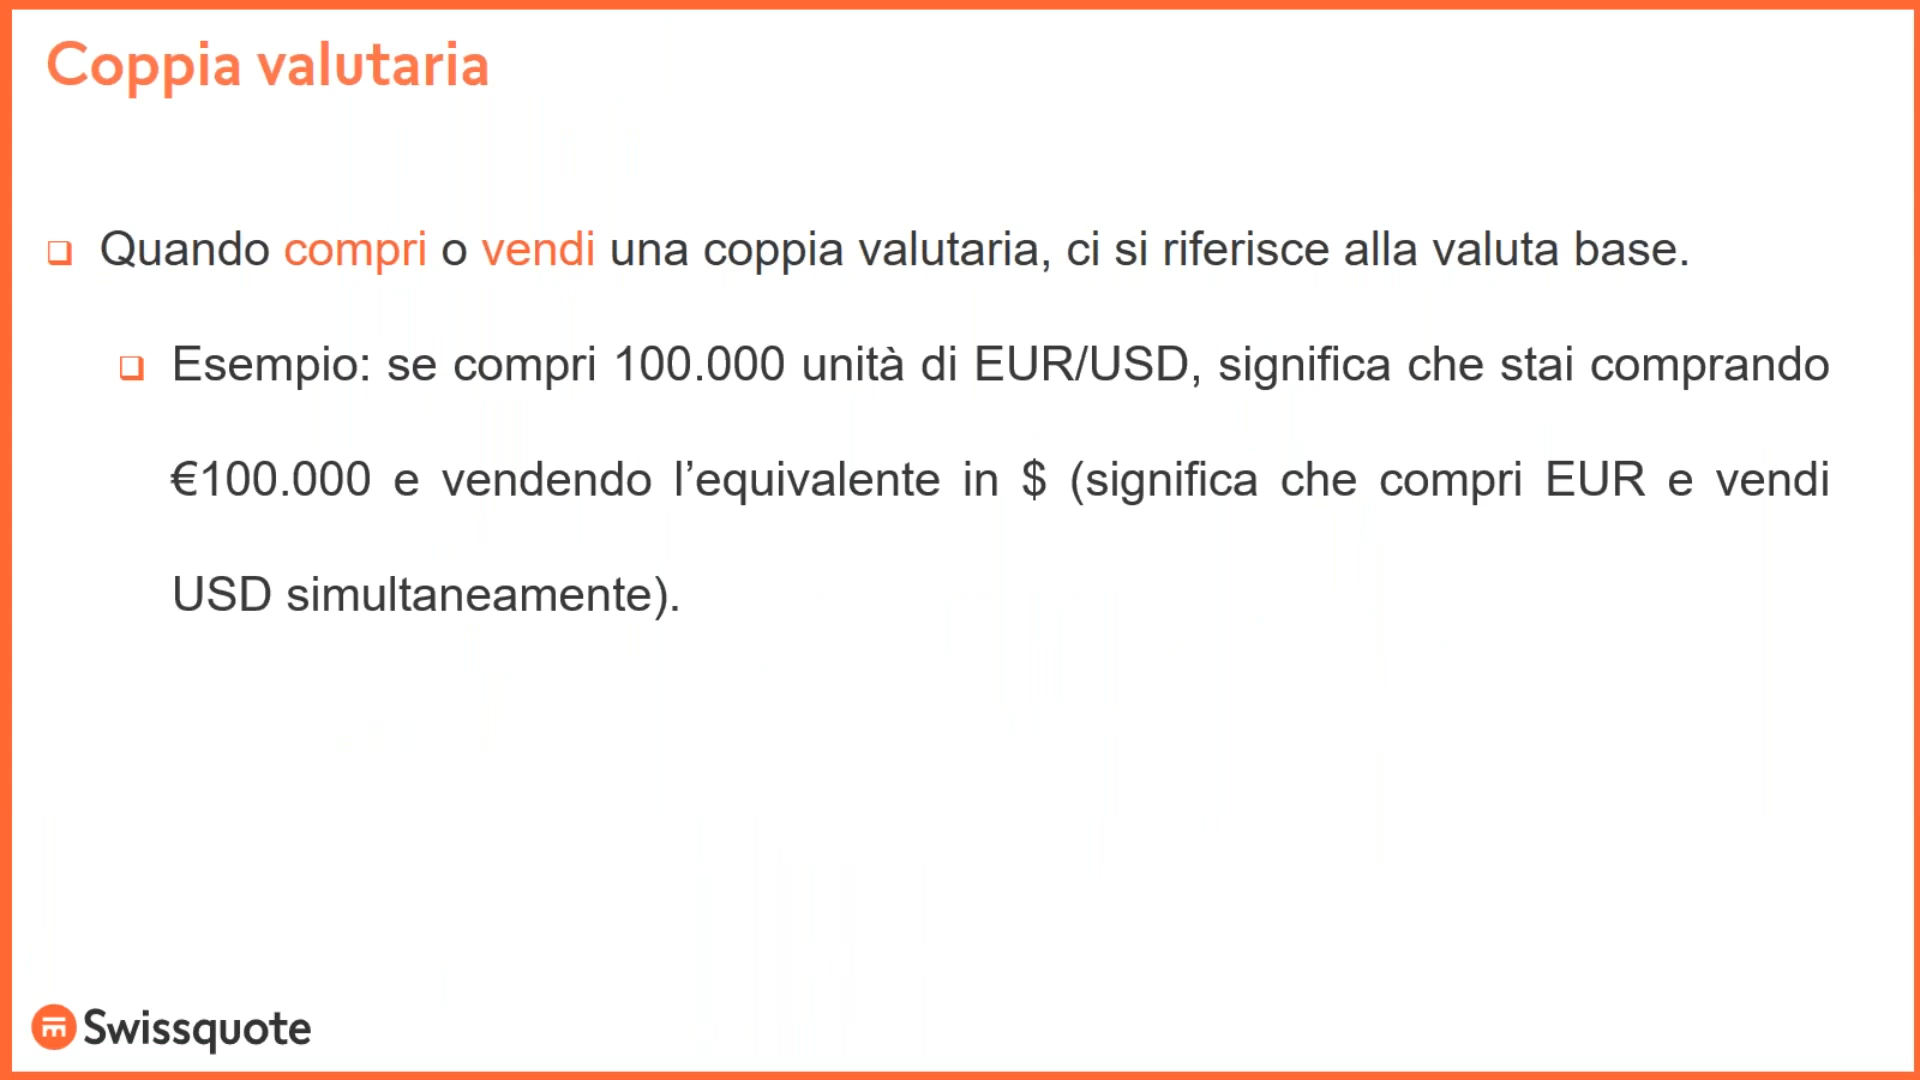 Coppia valutaria
Quando compri o vendi una coppia valutaria, ci si riferisce alla valuta base.
Esempio: se compri 100.000 unità di EUR/USD, significa che stai comprando
€100.000 e vendendo l’equivalente in $ (significa che compri EUR e vendi
USD simultaneamente).
Swissquote